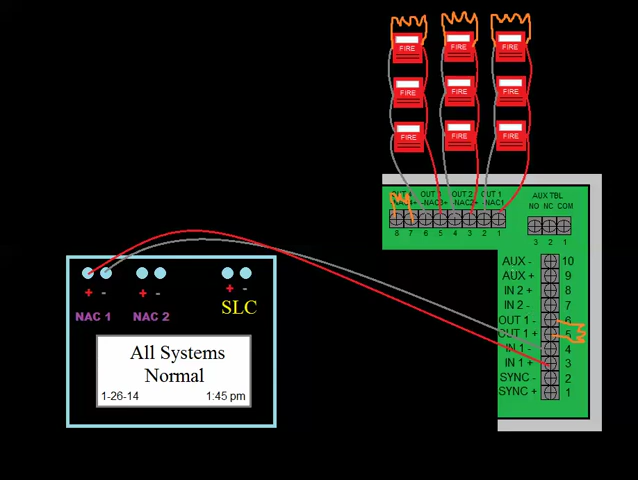 FIRE FIRE FIRE
FIRE FIRE FIRE
FIRE FIRE FIRE
OUT 2 OUT 1
NAC2+ -NAC1
8 7 6 5 4 3 2 1
AUX TBL
NO NC COM
3 2 1
AUX - 10
AUX + 9
IN 2 + 8
IN 2 - 7
OUT 1 - 6
OUT 1 + 5
IN 1 - 4
IN 1 + 3
SYNC - 2
SYNC + 1
+ - + - + -
NAC 1 NAC 2 SLC
All Systems
Normal
1-26-14 1:45 pm